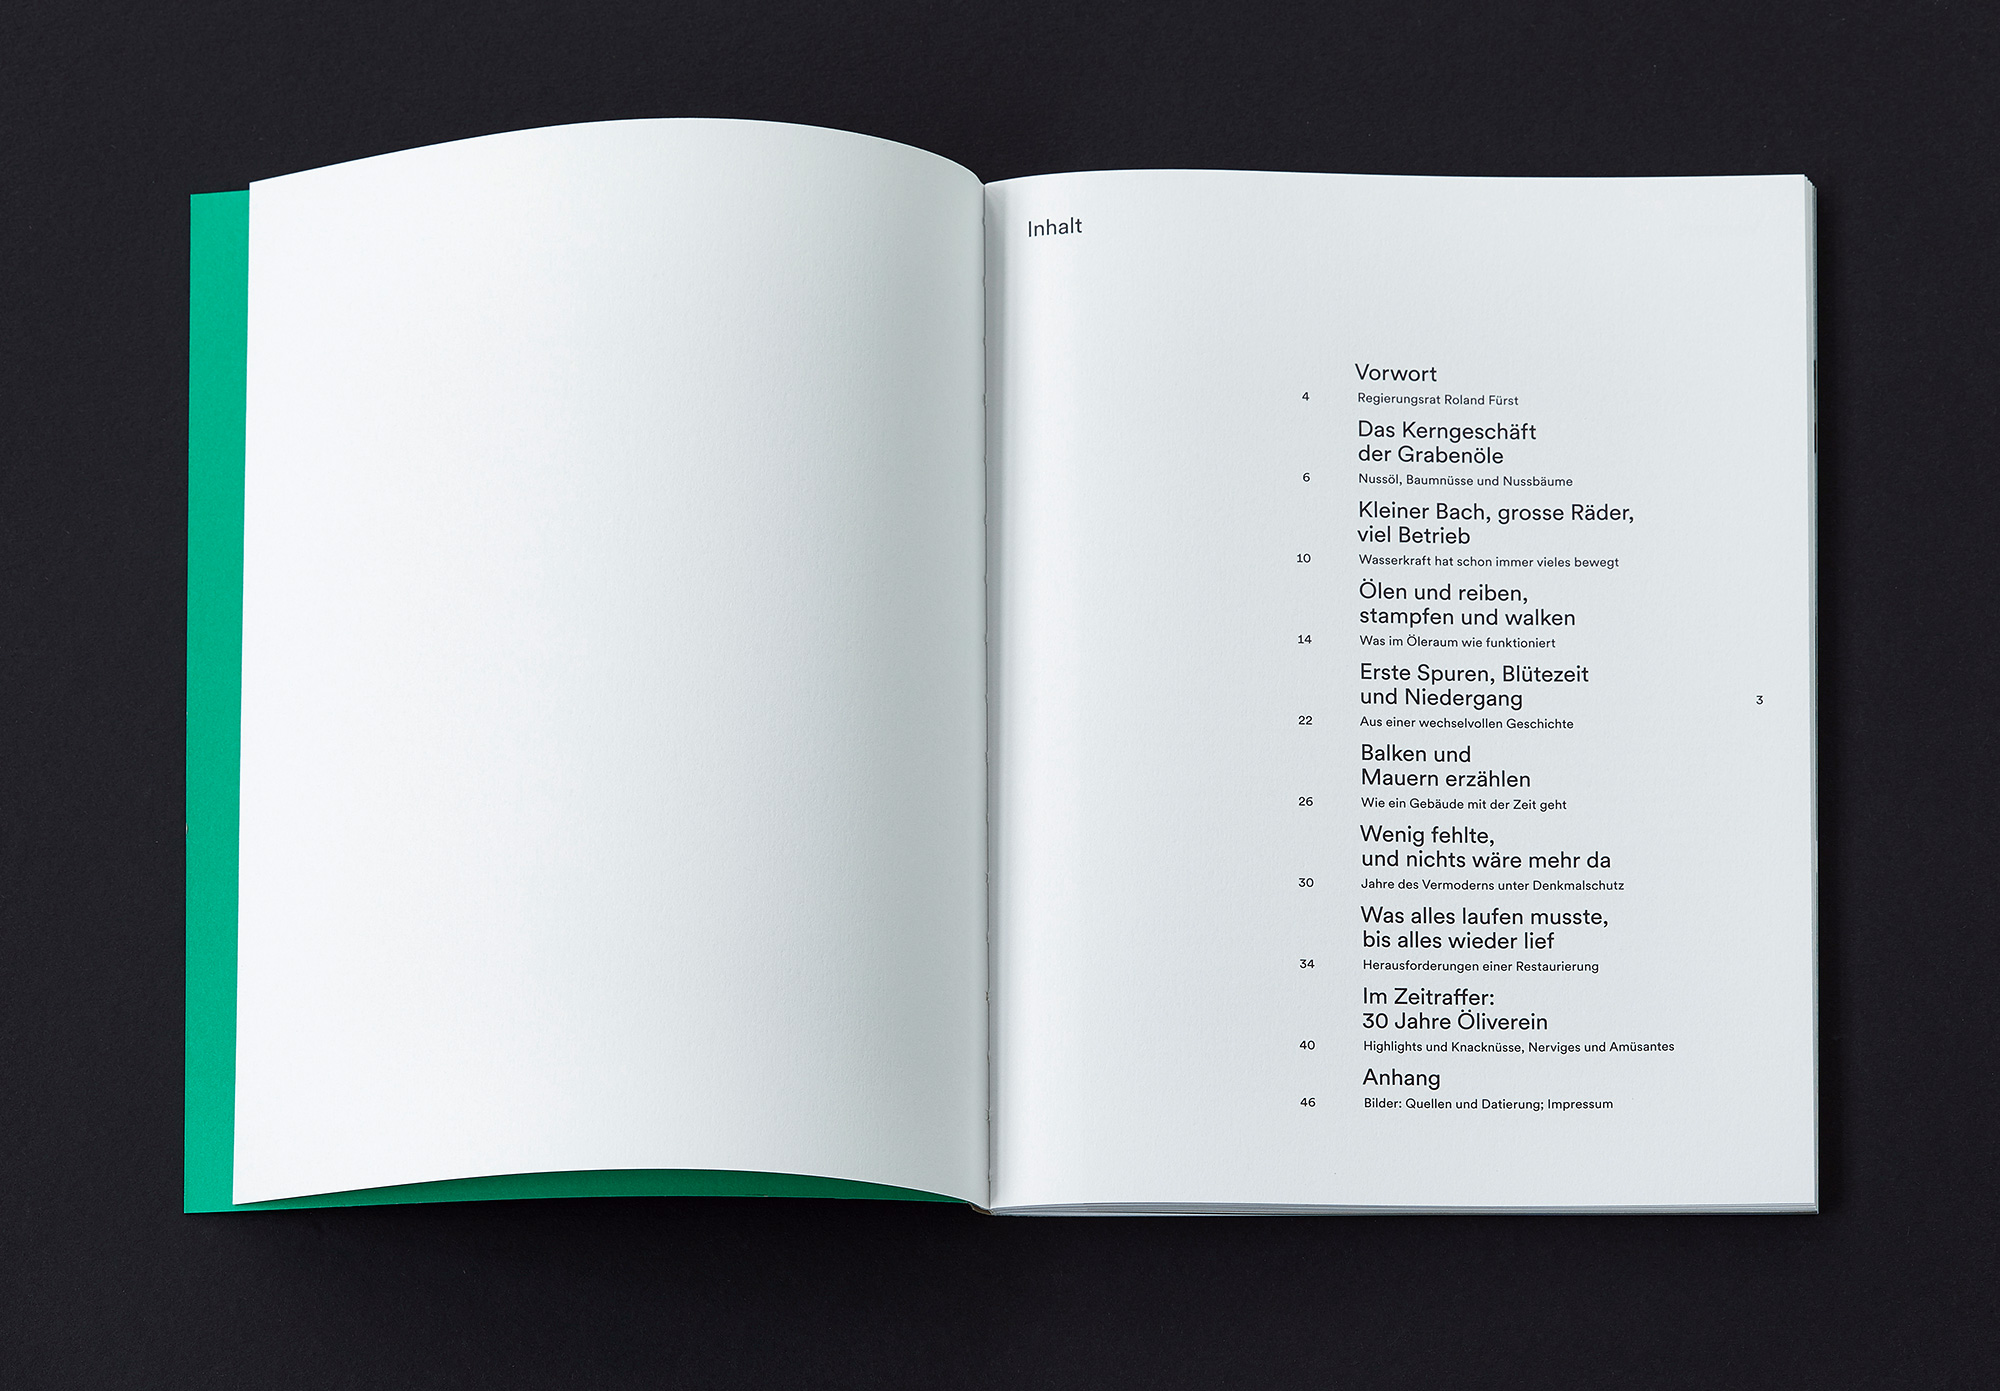 Inhalt
Vorwort
4 Regierungsrat Roland Fürst
Das Kerngeschäft
der Grabenöle
6 Nussöl, Baumnüsse und Nussbäume
Kleiner Bach, grosse Räder,
viel Betrieb
10 Wasserkraft hat schon immer vieles bewegt
Ölen und reiben,
stampfen und walken
14 Was im Öleraum wie funktioniert
Erste Spuren, Blütezeit
und Niedergang
3
22 Aus einer wechselvollen Geschichte
Balken und
Mauern erzählen
26 Wie ein Gebäude mit der Zeit geht
Wenig fehlte,
und nichts wäre mehr da
30 Jahre des Vermoderns unter Denkmalschutz
Was alles laufen musste,
bis alles wieder lief
34 Herausforderungen einer Restaurierung
Im Zeitraffer:
30 Jahre Öliverein
40 Highlights und Knacknüsse, Nerviges und Amüsantes
Anhang
46 Bilder: Quellen und Datierung; Impressum